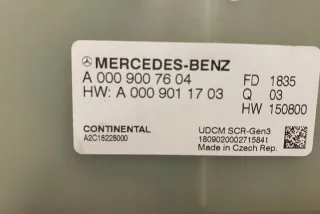 MERCEDES-BENZ
A 000 900 76 04 FD 1835
HW: A 000 901 17 03 Q 03
HW 150800
CONTINENTAL UDCM SCR-Gen3
A2C16228000 1809020002715841
Made in Czech Rep.